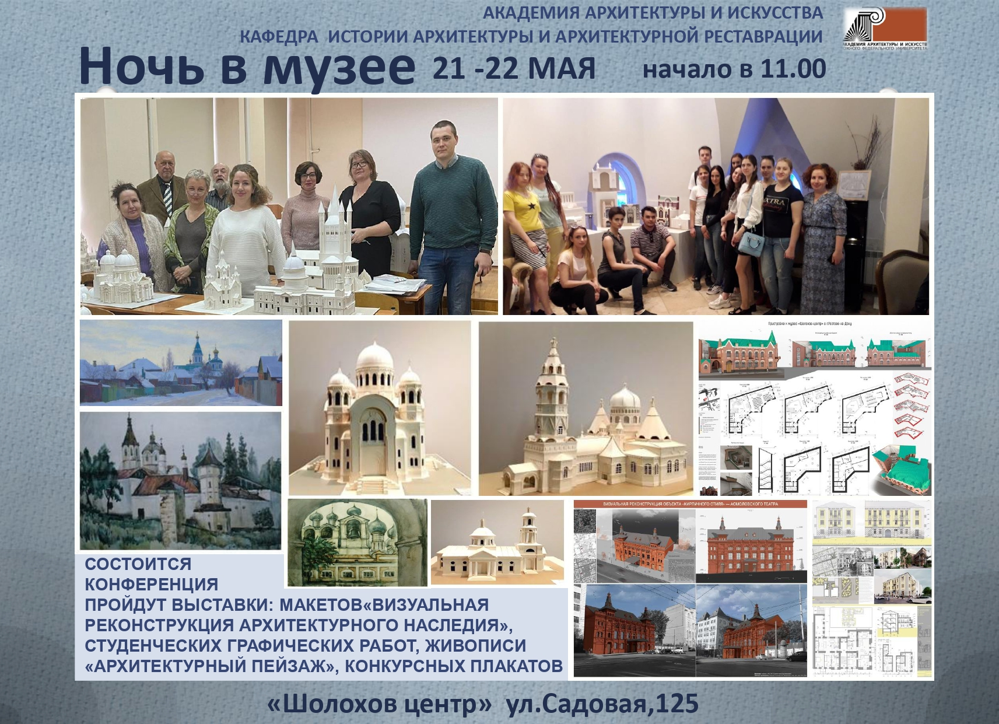 АКАДЕМИЯ АРХИТЕКТУРЫ И ИСКУССТВА
КАФЕДРА ИСТОРИИ АРХИТЕКТУРЫ И АРХИТЕКТУРНОЙ РЕСТАВРАЦИИ
АКАДЕМИЯ АРХИТЕКТУРЫ И ИСКУССТВ
ЮЖНОГО ФЕДЕРАЛЬНОГО УНИВЕРСИТЕТА
Ночь в музее 21 -22 МАЯ начало в 11.00
Пристройка к музею «Шолохов-центр» в г.Ростове-на-Дону
ВИЗУАЛЬНАЯ РЕКОНСТРУКЦИЯ ОБЪЕКТА «КИРПИЧНОГО СТИЛЯ» — АСМОЛОВСКОГО ТЕАТРА
СОСТОИТСЯ
КОНФЕРЕНЦИЯ
ПРОЙДУТ ВЫСТАВКИ: МАКЕТОВ«ВИЗУАЛЬНАЯ
РЕКОНСТРУКЦИЯ АРХИТЕКТУРНОГО НАСЛЕДИЯ»,
СТУДЕНЧЕСКИХ ГРАФИЧЕСКИХ РАБОТ, ЖИВОПИСИ
«АРХИТЕКТУРНЫЙ ПЕЙЗАЖ», КОНКУРСНЫХ ПЛАКАТОВ
«Шолохов центр» ул.Садовая,125